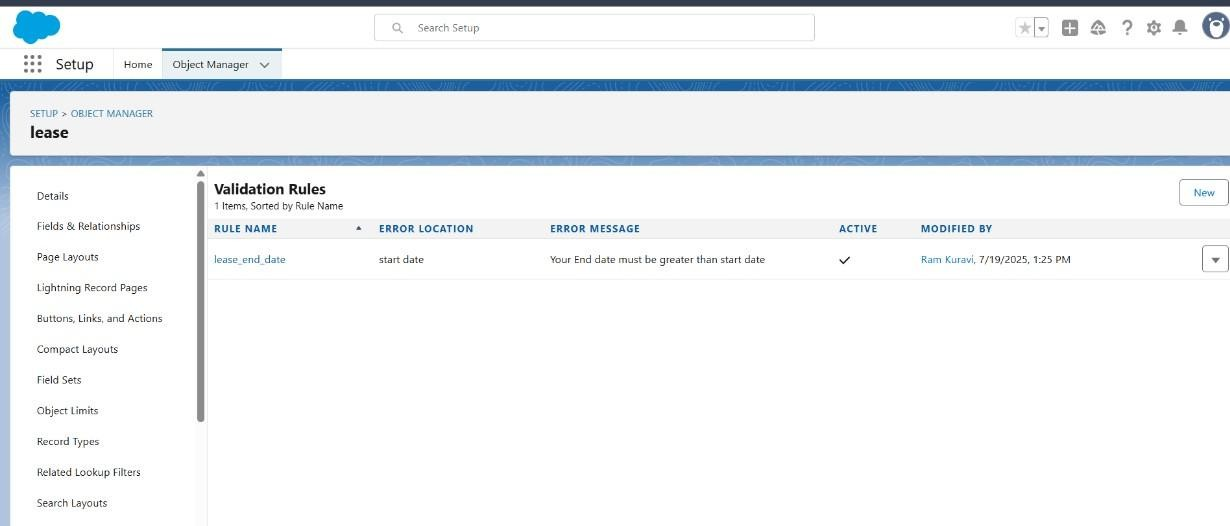 Search Setup
Setup
Home
Object Manager
SETUP > OBJECT MANAGER
lease
Details
Fields & Relationships
Page Layouts
Lightning Record Pages
Buttons, Links, and Actions
Compact Layouts
Field Sets
Object Limits
Record Types
Related Lookup Filters
Search Layouts
Validation Rules
1 Items, Sorted by Rule Name
New
RULE NAME ERROR LOCATION ERROR MESSAGE ACTIVE MODIFIED BY
lease_end_date start date Your End date must be greater than start date Ram Kuravi, 7/19/2025, 1:25 PM